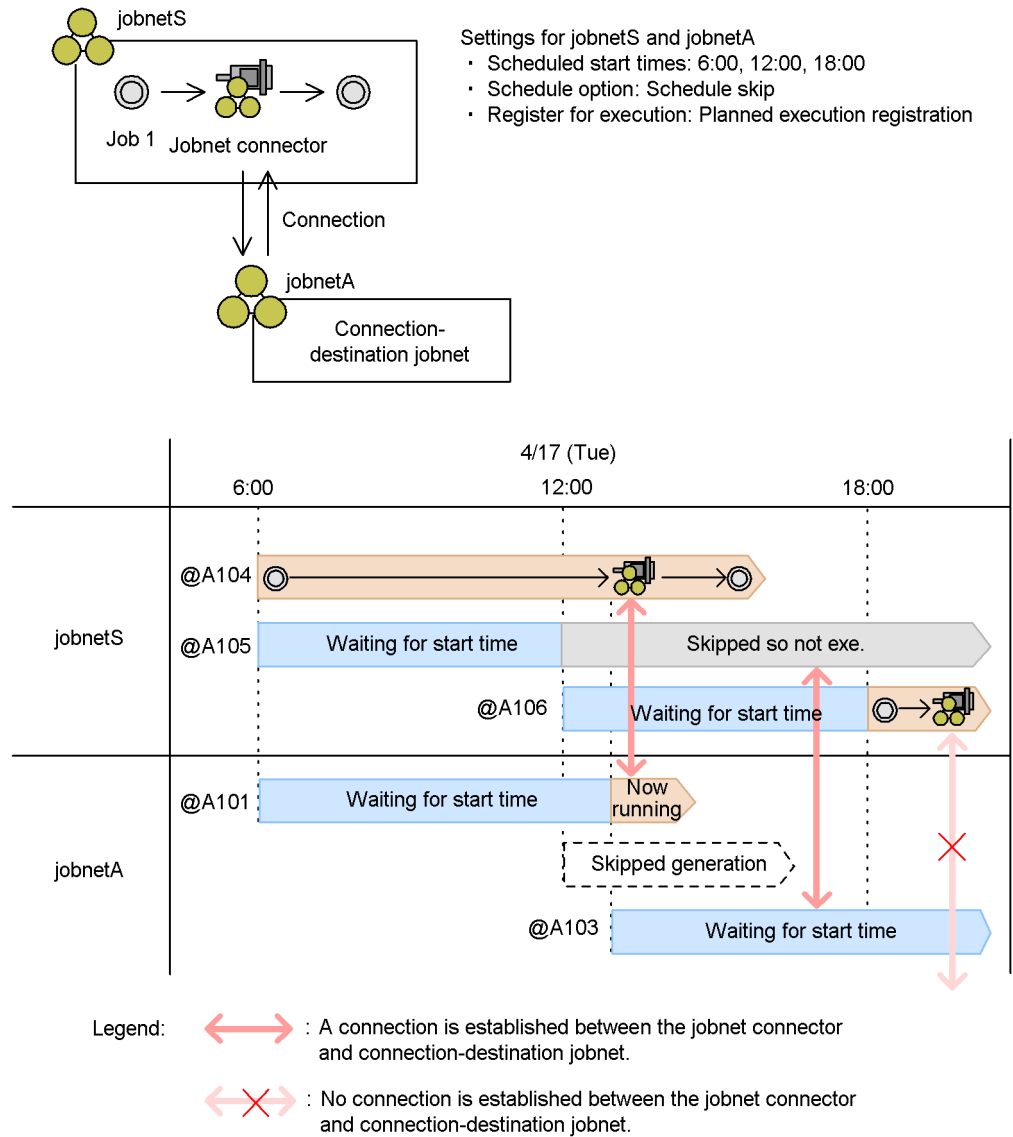 jobnetS
Settings for jobnetS and jobnetA
・ Scheduled start times: 6:00, 12:00, 18:00
・ Schedule option: Schedule skip
・ Register for execution: Planned execution registration
Job 1
Jobnet connector
Connection
jobnetA
Connection-
destination jobnet
4/17 (Tue)
6:00
12:00
18:00
jobnetS
@A104
@A105
Waiting for start time
Skipped so not exe.
@A106
Waiting for start time
jobnetA
@A101
Waiting for start time
Now
running
Skipped generation
@A103
Waiting for start time
Legend:
: A connection is established between the jobnet connector
and connection-destination jobnet.
: No connection is established between the jobnet connector
and connection-destination jobnet.